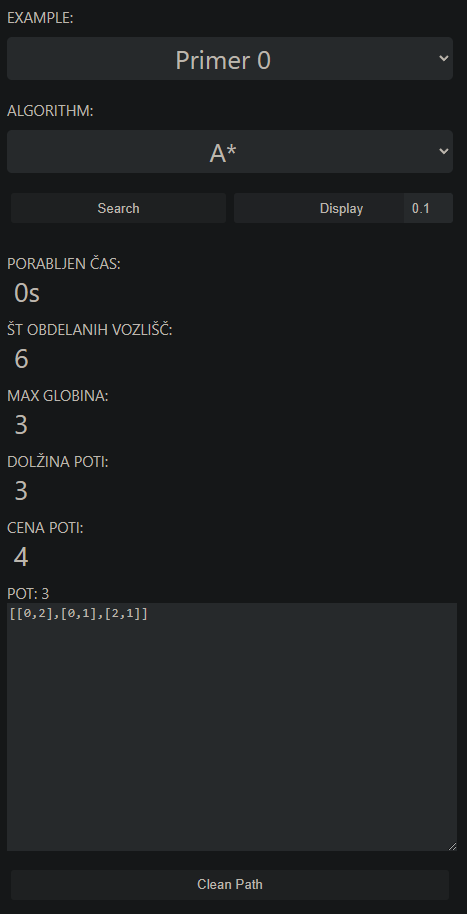 EXAMPLE:
Primer 0
ALGORITHM:
A*
Search Display 0.1
PORABLJEN ČAS:
0s
ŠT OBDELANIH VOZLIŠČ:
6
MAX GLOBINA:
3
DOLŽINA POTI:
3
CENA POTI:
4
POT: 3
[[0,2],[0,1],[2,1]]
Clean Path